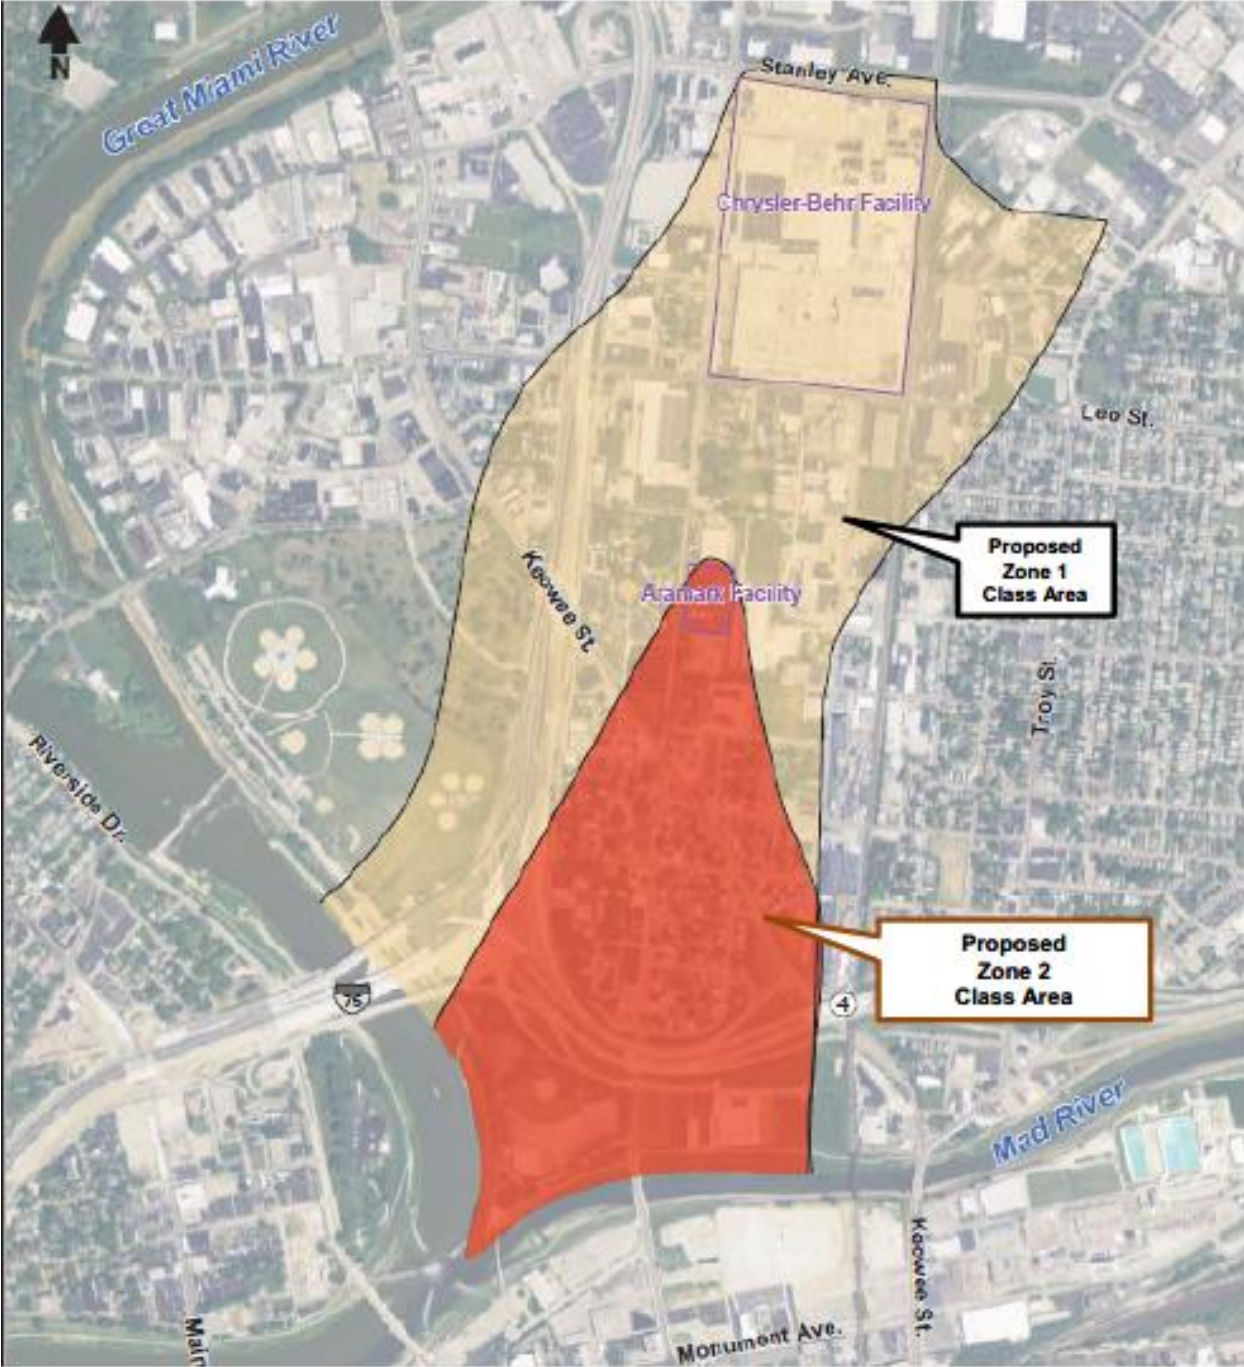 N
Great Miami River
Stanley Ave.
Chrysler-Behr Facility
Leo St.
Proposed
Zone 1
Class Area
Keowee St.
Aramark Facility
Troy St.
Riverside Dr.
Proposed
Zone 2
Class Area
75
4
Mad River
Keowee St.
Main
Monument Ave.